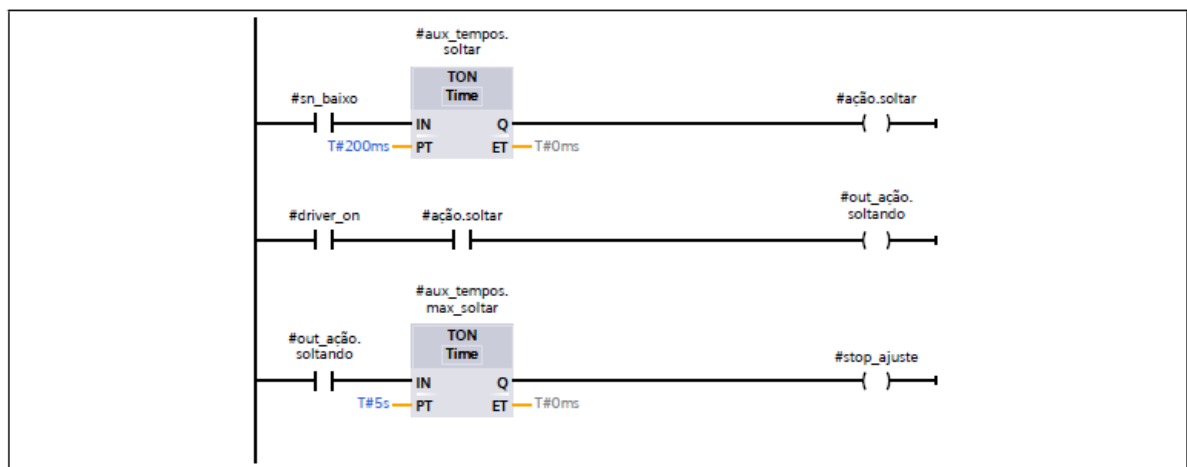 #aux_tempos.
soltar
TON
Time
#sn_baixo
#ação.soltar
IN
Q
T#200ms
PT
ET
T#0ms
#driver_on
#ação.soltar
#out_ação.
soltando
#aux_tempos.
max_soltar
TON
Time
#out_ação.
soltando
#stop_ajuste
IN
Q
T#5s
PT
ET
T#0ms